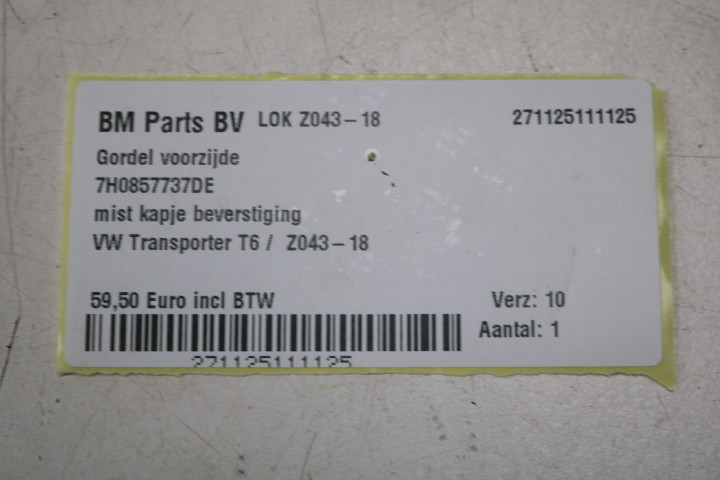 BM Parts BV LOK Z043-18 271125111125
Gordel voorzijde
7H0857737DE
mist kapje beverstiging
VW Transporter T6 / Z043-18
59,50 Euro incl BTW Verz: 10
Aantal: 1
271125111125